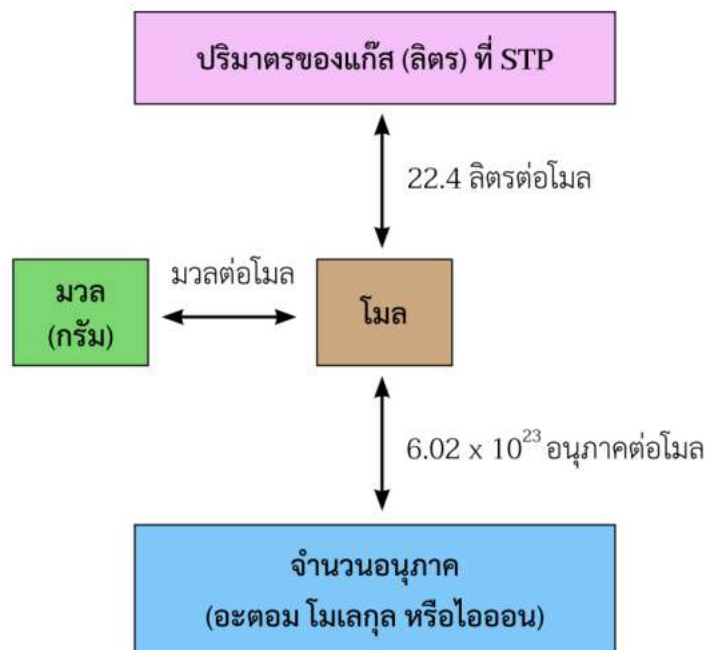 ปริมาตรของแก๊ส (ลิตร) ที่ STP
22.4 ลิตรต่อโมล
มวลต่อโมล
มวล
(กรัม)
โมล
6.02 x 10²³ อนุภาคต่อโมล
จำนวนอนุภาค
(อะตอม โมเลกุล หรือไอออน)